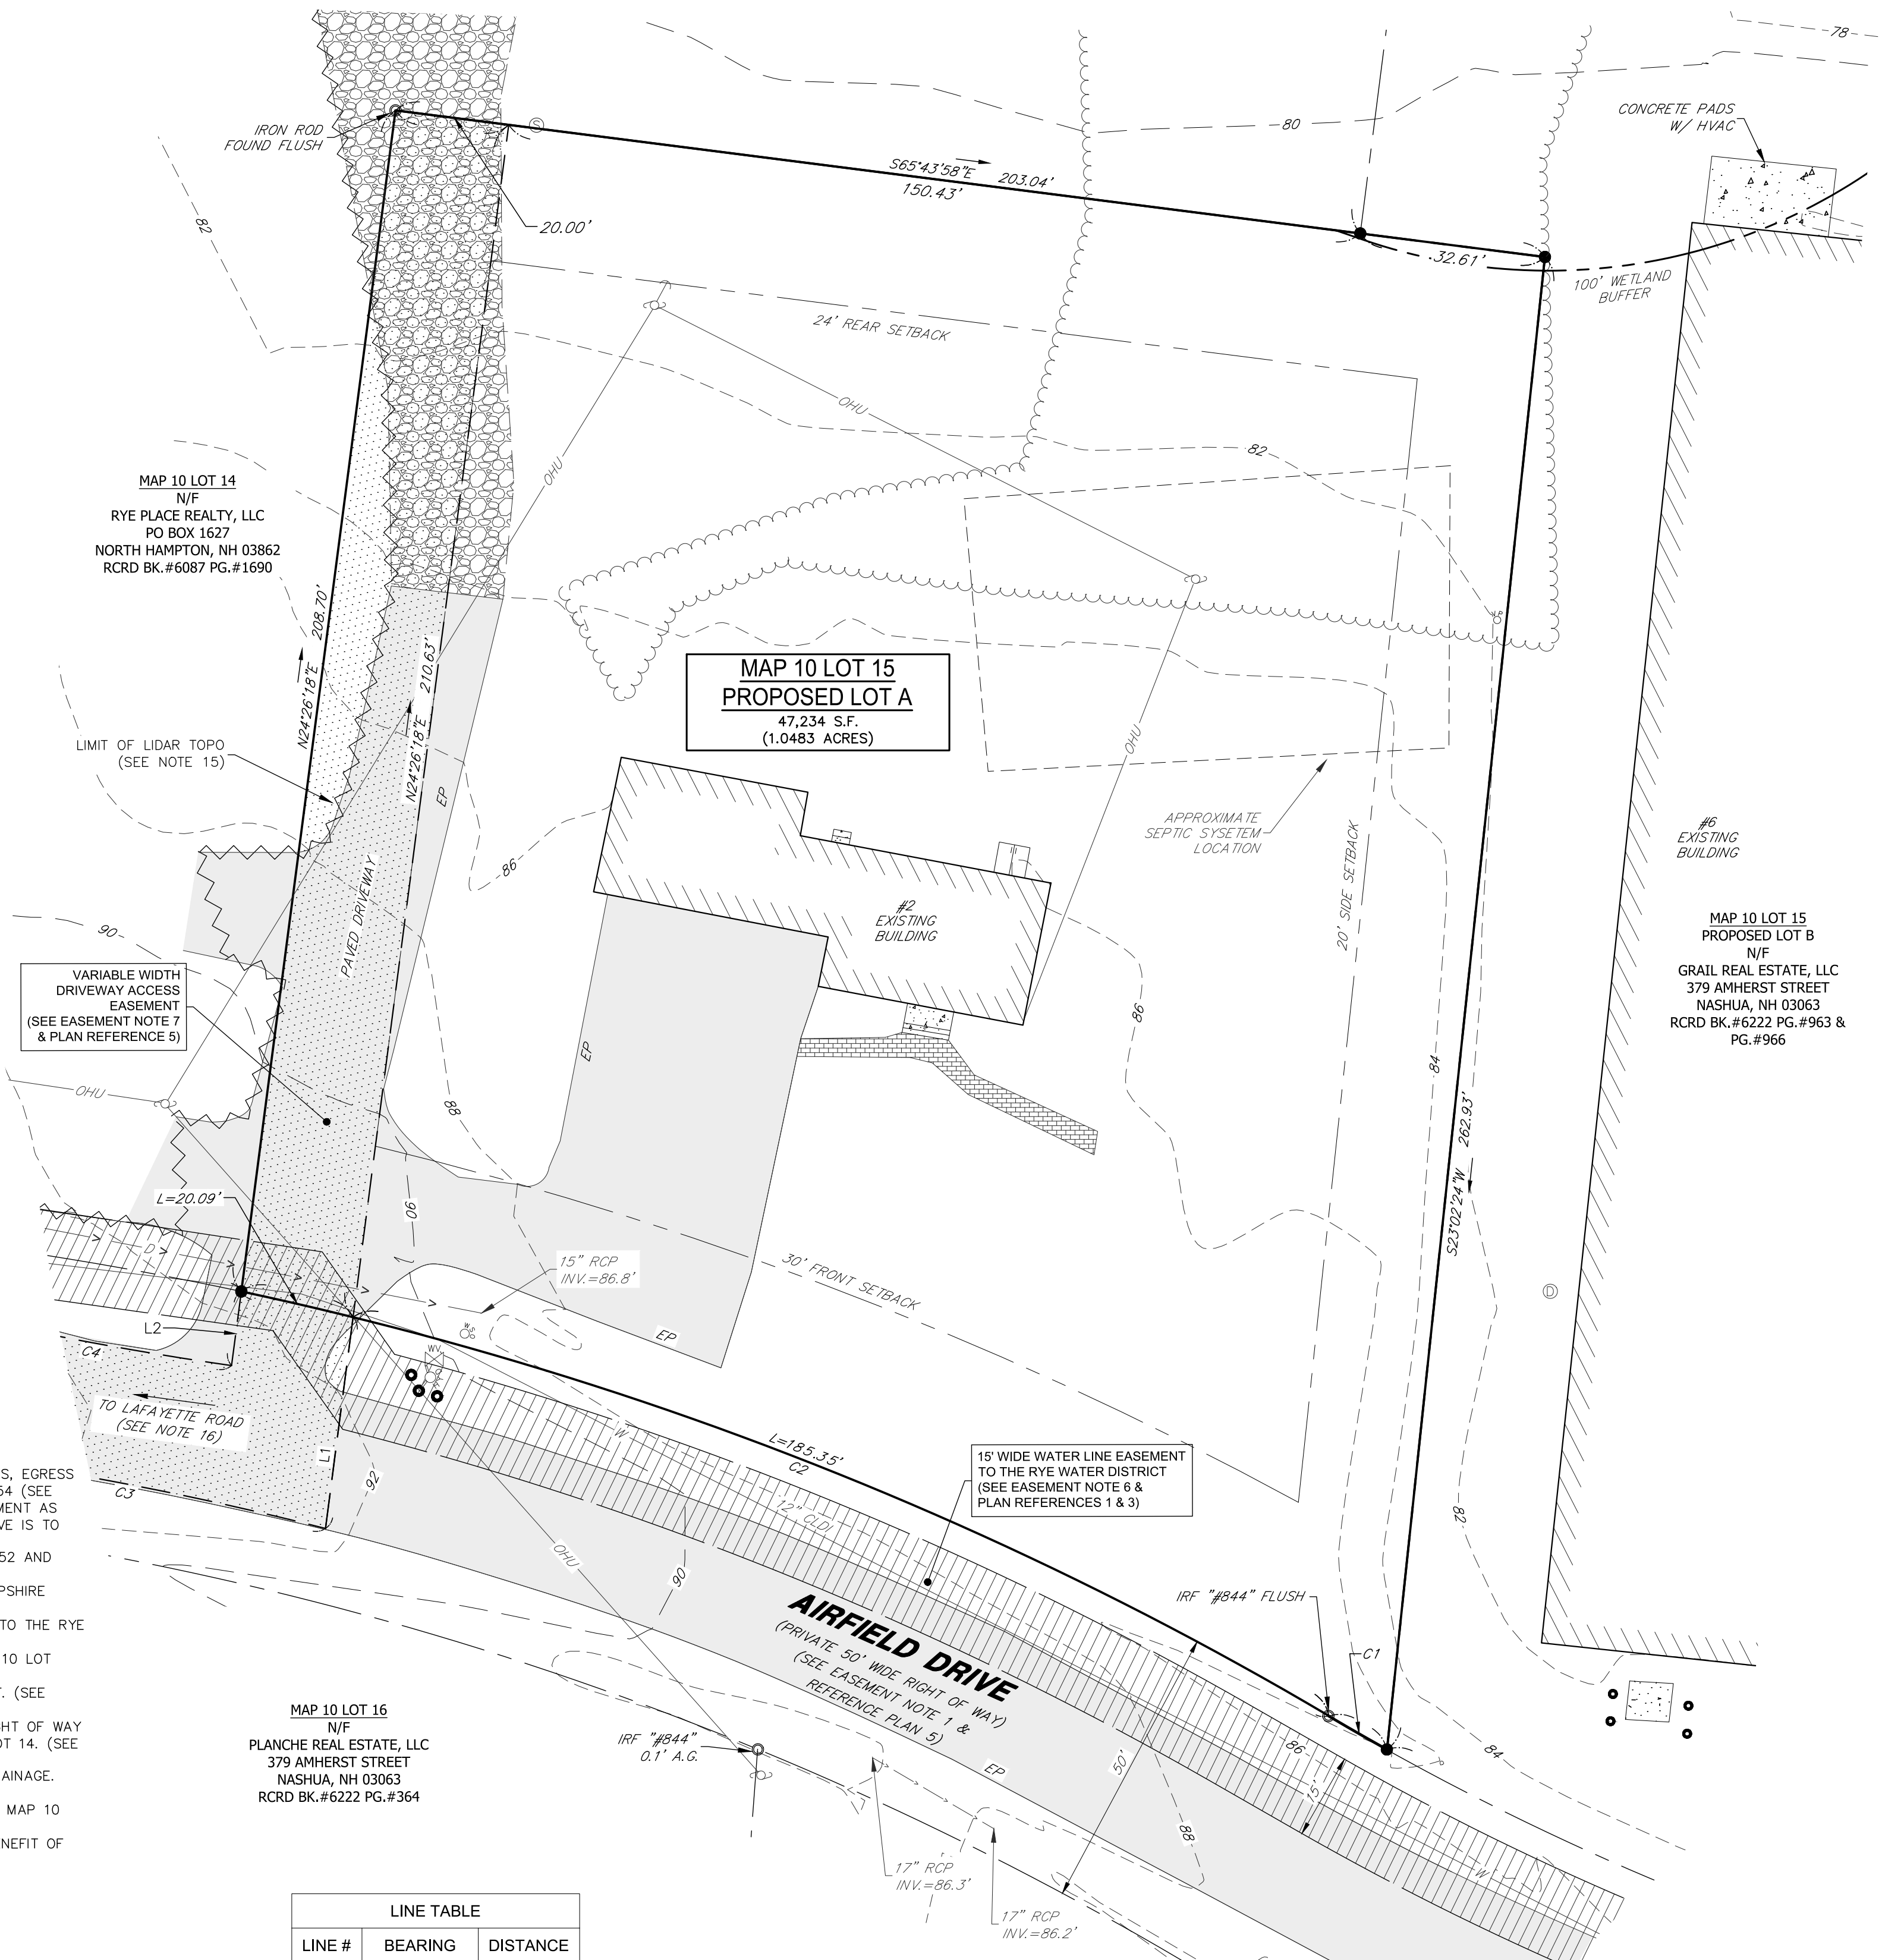 78
CONCRETE PADS
W/ HVAC
80
IRON ROD
FOUND FLUSH
S
S65°43'58"E 203.04'
150.43'
20.00'
82
32.61'
100' WETLAND
BUFFER
24' REAR SETBACK
OHU
OHU
82
MAP 10 LOT 14
N/F
RYE PLACE REALTY, LLC
PO BOX 1627
NORTH HAMPTON, NH 03862
RCRD BK.#6087 PG.#1690
N24°26'18"E 208.70'
N24°26'18"E 210.63'
MAP 10 LOT 15
PROPOSED LOT A
47,234 S.F.
(1.0483 ACRES)
OHU
LIMIT OF LIDAR TOPO
(SEE NOTE 15)
EP
86
APPROXIMATE
SEPTIC SYSETEM
LOCATION
20' SIDE SETBACK
#6
EXISTING
BUILDING
PAVED DRIVEWAY
#2
EXISTING
BUILDING
MAP 10 LOT 15
PROPOSED LOT B
N/F
GRAIL REAL ESTATE, LLC
379 AMHERST STREET
NASHUA, NH 03063
RCRD BK.#6222 PG.#963 &
PG.#966
90
VARIABLE WIDTH
DRIVEWAY ACCESS
EASEMENT
(SEE EASEMENT NOTE 7
& PLAN REFERENCE 5)
86
EP
84
OHU
88
S23°02'24"W 262.93'
L=20.09'
90
D
15" RCP
INV.=86.8'
30' FRONT SETBACK
D
L2
C4
EP
WV
TO LAFAYETTE ROAD
(SEE NOTE 16)
L1
W
L=185.35'
C2
15' WIDE WATER LINE EASEMENT
TO THE RYE WATER DISTRICT
(SEE EASEMENT NOTE 6 &
PLAN REFERENCES 1 & 3)
C3
92
12" CLDI
82
S, EGRESS
64 (SEE
MENT AS
VE IS TO
52 AND
PSHIRE
TO THE RYE
10 LOT
T. (SEE
GHT OF WAY
OT 14. (SEE
AINAGE.
MAP 10
NEFIT OF
OHU
90
AIRFIELD DRIVE
(PRIVATE 50' WIDE RIGHT OF WAY)
(SEE EASEMENT NOTE 1 &
REFERENCE PLAN 5)
IRF "#844" FLUSH
C1
MAP 10 LOT 16
N/F
PLANCHE REAL ESTATE, LLC
379 AMHERST STREET
NASHUA, NH 03063
RCRD BK.#6222 PG.#364
IRF "#844"
0.1' A.G.
EP
50'
86
15'
84
88
17" RCP
INV.=86.3'
17" RCP
INV.=86.2'
W
LINE TABLE
LINE # BEARING DISTANCE